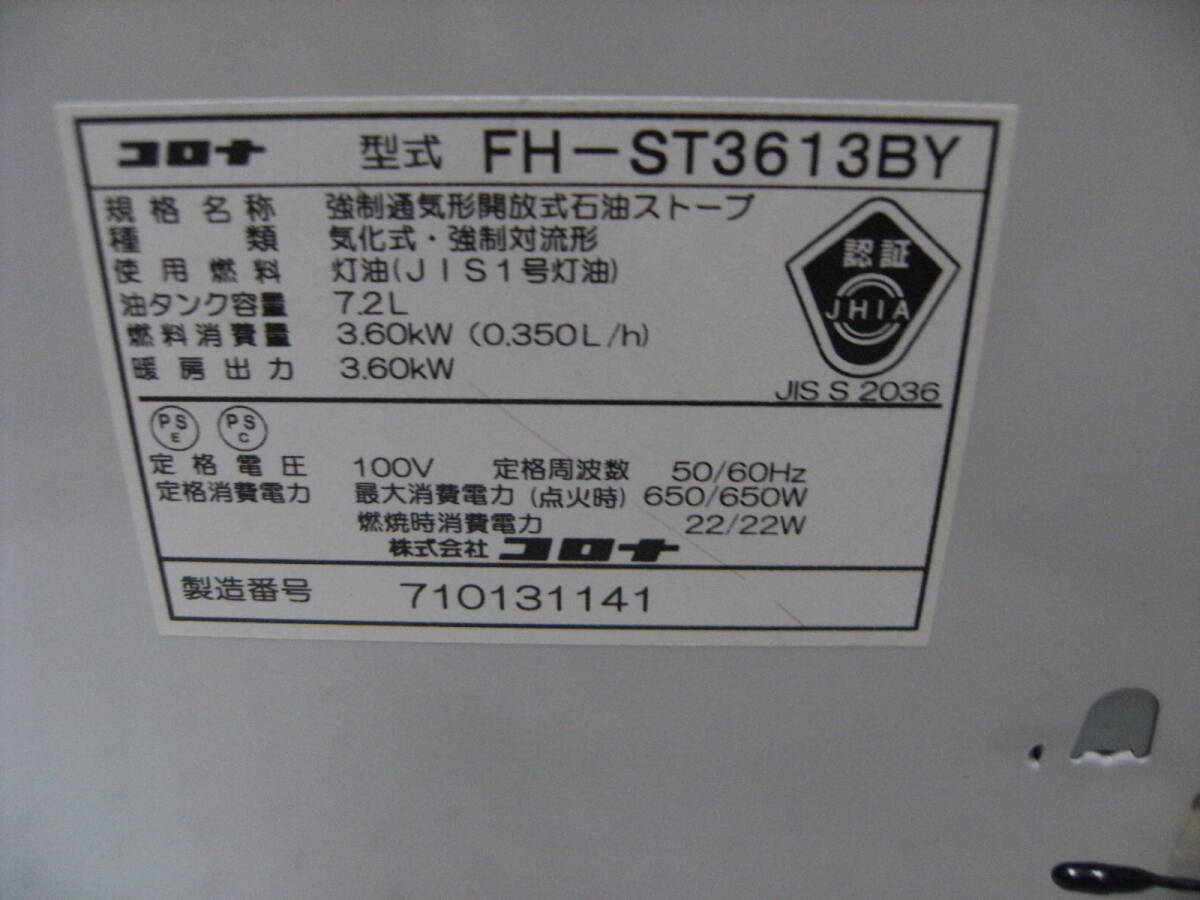 コロナ 型式 FH-ST3613BY
規格名称 強制通気形開放式石油ストーブ
種類 気化式・強制対流形
使用燃料 灯油(JIS1号灯油)
油タンク容量 7.2L
燃料消費量 3.60kW (0.350L/h)
暖房出力 3.60kW
認証
JHIA
JIS S 2036
PS E PS C
定格電圧 100V 定格周波数 50/60Hz
定格消費電力 最大消費電力(点火時) 650/650W
燃焼時消費電力 22/22W
株式会社 コロナ
製造番号 710131141